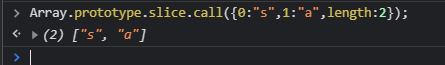 > Array.prototype.slice.call({0:"s",1:"a",length:2});
<· ▶ (2) ["s", "a"]
>